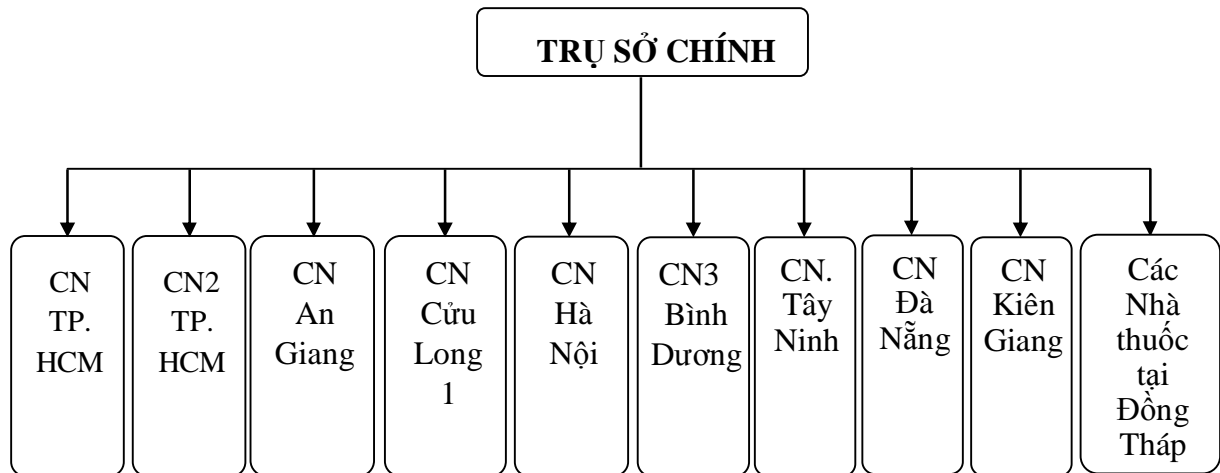 TRỤ SỞ CHÍNH
CN
TP.
HCM
CN2
TP.
HCM
CN
An
Giang
CN
Cửu
Long
1
CN
Hà
Nội
CN3
Bình
Dương
CN.
Tây
Ninh
CN
Đà
Nẵng
CN
Kiên
Giang
Các
Nhà
thuốc
tại
Đồng
Tháp